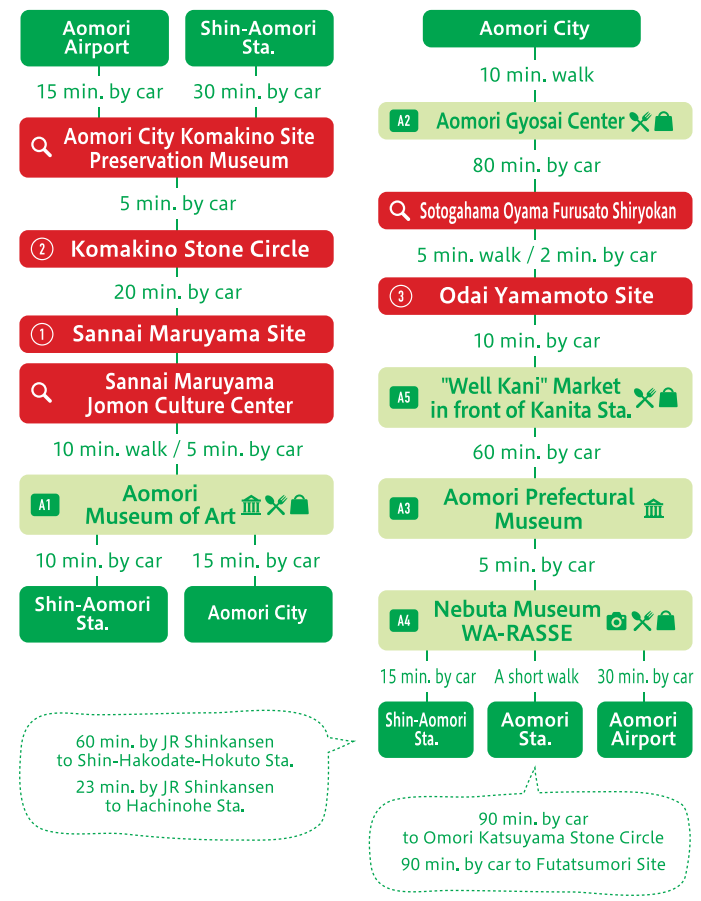 Aomori
Airport
Shin-Aomori
Sta.
15 min. by car
30 min. by car
Aomori City Komakino Site
Preservation Museum
5 min. by car
② Komakino Stone Circle
20 min. by car
① Sannai Maruyama Site
Sannai Maruyama
Jomon Culture Center
10 min. walk / 5 min. by car
A1
Aomori
Museum of Art
10 min. by car
15 min. by car
Shin-Aomori
Sta.
Aomori City
60 min. by JR Shinkansen
to Shin-Hakodate-Hokuto Sta.
23 min. by JR Shinkansen
to Hachinohe Sta.
Aomori City
10 min. walk
A2 Aomori Gyosai Center
80 min. by car
Sotogahama Oyama Furusato Shiryokan
5 min. walk / 2 min. by car
③ Odai Yamamoto Site
10 min. by car
A5
"Well Kani" Market
in front of Kanita Sta.
60 min. by car
A3
Aomori Prefectural
Museum
5 min. by car
A4
Nebuta Museum
WA-RASSE
15 min. by car
A short walk
30 min. by car
Shin-Aomori
Sta.
Aomori
Sta.
Aomori
Airport
90 min. by car
to Omori Katsuyama Stone Circle
90 min. by car to Futatsumori Site